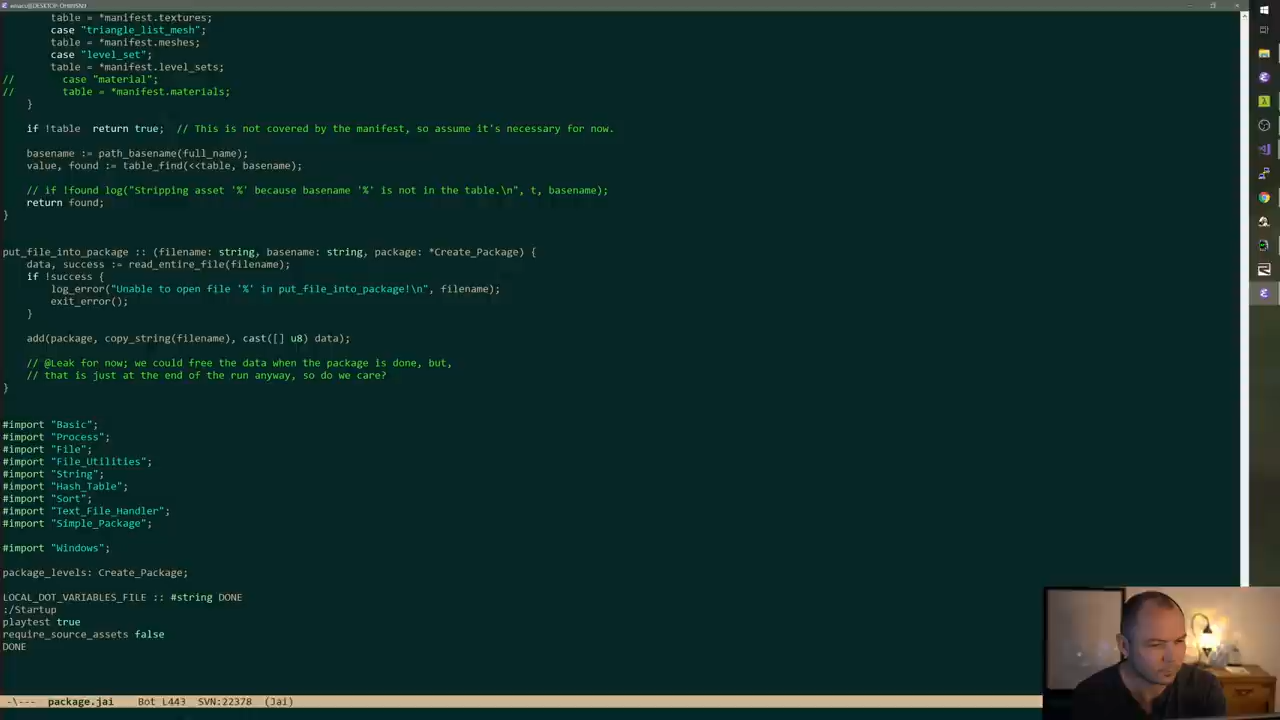 emacs@DESKTOP-OHHHSN9
table = *manifest.textures;
case "triangle_list_mesh";
table = *manifest.meshes;
case "level_set";
table = *manifest.level_sets;
//      case "material";
//      table = *manifest.materials;
}
if !table  return true;  // This is not covered by the manifest, so assume it's necessary for now.
basename := path_basename(full_name);
value, found := table_find(<<table, basename);
// if !found log("Stripping asset '%' because basename '%' is not in the table.\n", t, basename);
return found;
}
put_file_into_package :: (filename: string, basename: string, package: *Create_Package) {
data, success := read_entire_file(filename);
if !success {
log_error("Unable to open file '%' in put_file_into_package!\n", filename);
exit_error();
}
add(package, copy_string(filename), cast([] u8) data);
// @Leak for now; we could free the data when the package is done, but,
// that is just at the end of the run anyway, so do we care?
}
#import "Basic";
#import "Process";
#import "File";
#import "File_Utilities";
#import "String";
#import "Hash_Table";
#import "Sort";
#import "Text_File_Handler";
#import "Simple_Package";
#import "Windows";
package_levels: Create_Package;
LOCAL_DOT_VARIABLES_FILE :: #string DONE
:/Startup
playtest true
require_source_assets false
DONE
-\---  package.jai    Bot L443  SVN:22378  (Jai)